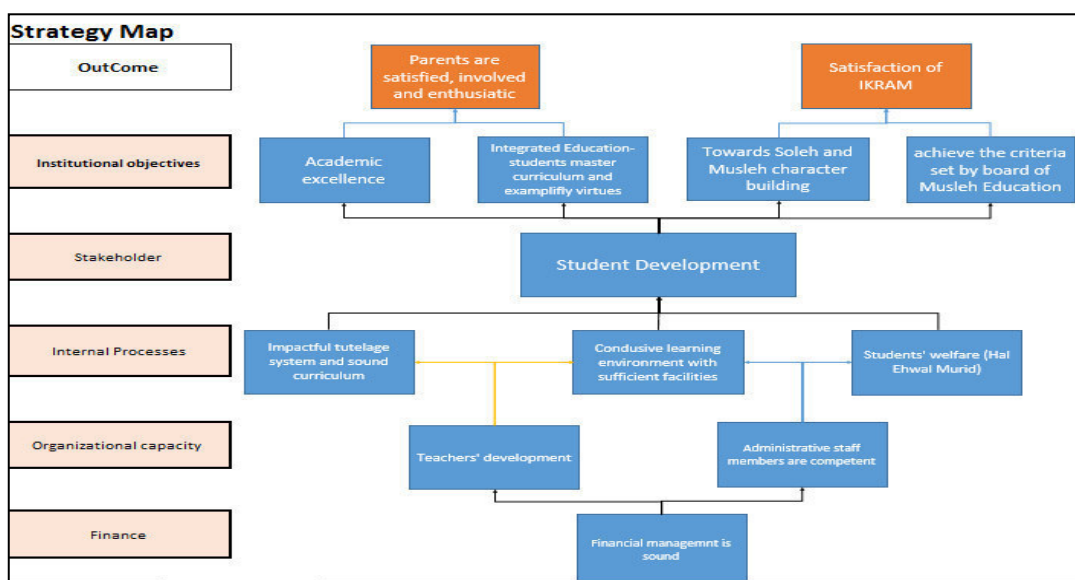 Strategy Map
OutCome
Parents are
satisfied, involved
and enthusiatic
Satisfaction of
IKRAM
Institutional objectives
Academic
excellence
Integrated Education-
students master
curriculum and
examplifly virtues
Towards Soleh and
Musleh character
building
achieve the criteria
set by board of
Musleh Education
Stakeholder
Student Development
Internal Processes
Impactful tutelage
system and sound
curriculum
Condusive learning
environment with
sufficient facilities
Students' welfare (Hal
Ehwal Murid)
Organizational capacity
Teachers' development
Administrative staff
members are competent
Finance
Financial managemnt is
sound